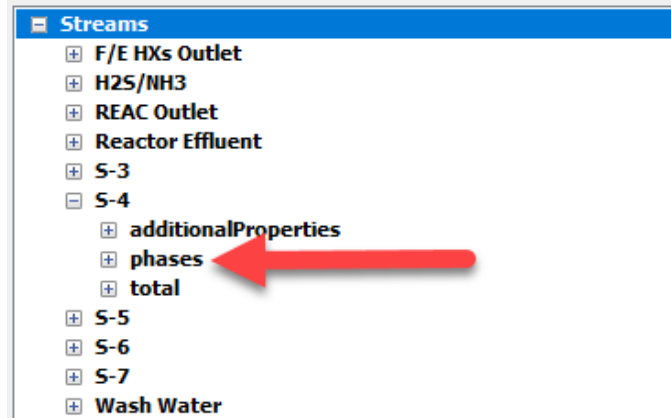 Streams
F/E HXs Outlet
H2S/NH3
REAC Outlet
Reactor Effluent
S-3
S-4
additionalProperties
phases
total
S-5
S-6
S-7
Wash Water